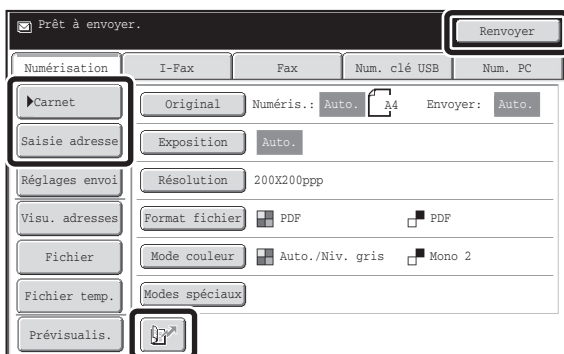 Prêt à envoyer.
Renvoyer
Numérisation I-Fax Fax Num. clé USB Num. PC
Carnet Original Numéris.: Auto. A4 Envoyer: Auto.
Saisie adresse Exposition Auto.
Réglages envoi Résolution 200X200ppp
Visu. adresses Format fichier PDF PDF
Fichier Mode couleur Auto./Niv. gris Mono 2
Fichier temp. Modes spéciaux
Prévisualis.